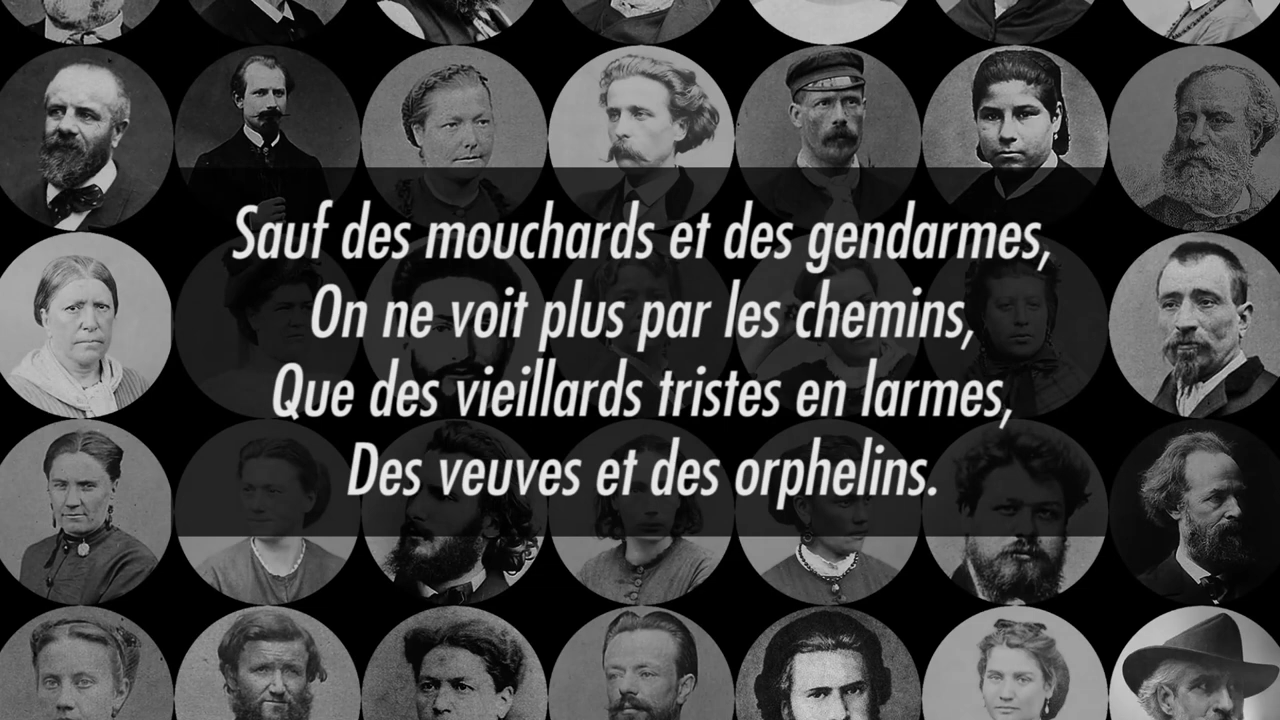 Sauf des mouchards et des gendarmes,
On ne voit plus par les chemins,
Que des vieillards tristes en larmes,
Des veuves et des orphelins.